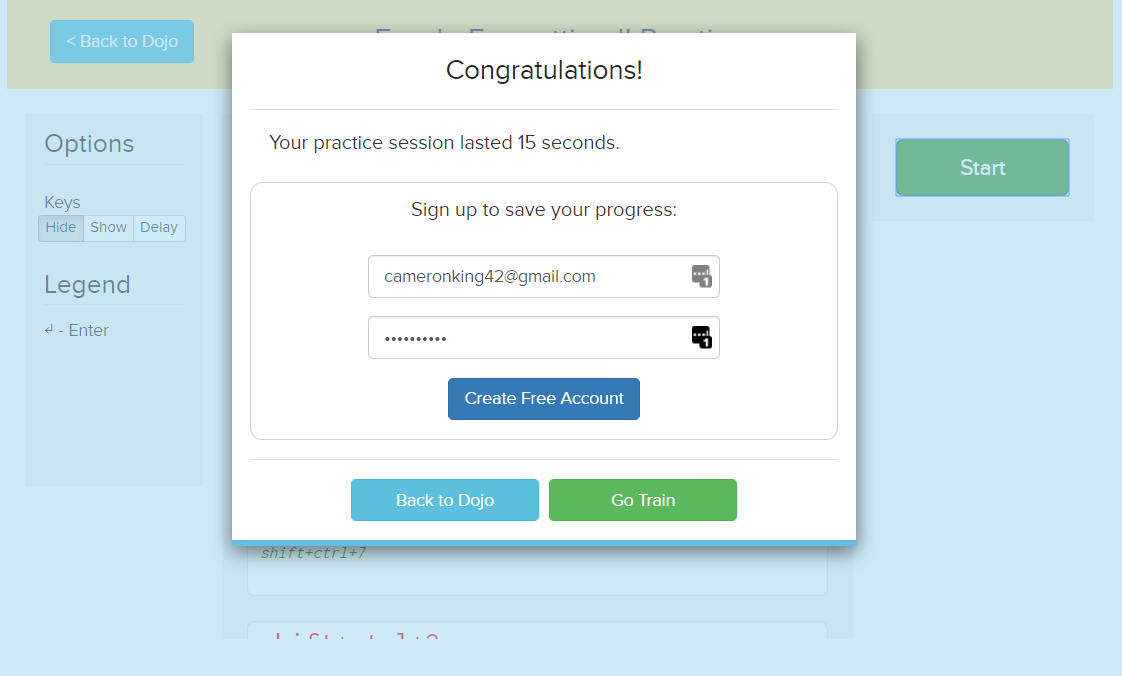 < Back to Dojo
Congratulations!
Your practice session lasted 15 seconds.
Options
Start
Keys
Hide Show Delay
Sign up to save your progress:
cameronking42@gmail.com
••••••••••
Legend
↲ - Enter
Create Free Account
Back to Dojo
Go Train
shift+ctrl+7